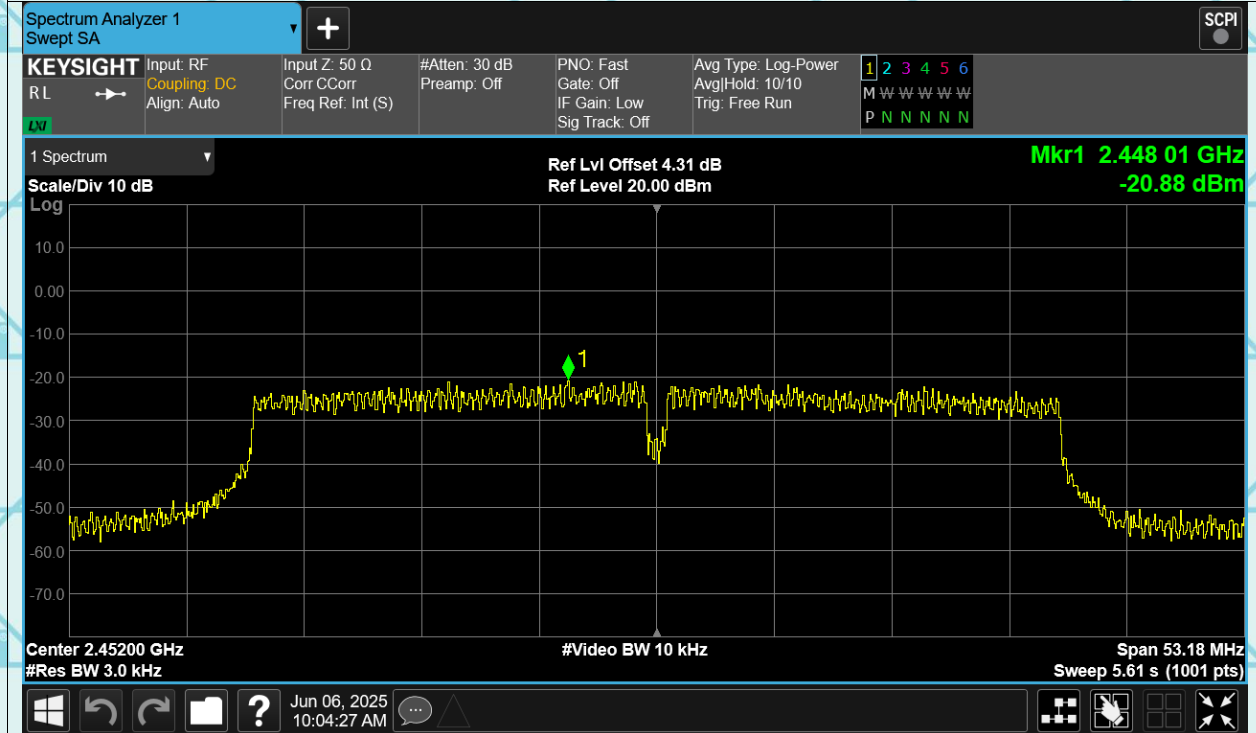 Spectrum Analyzer 1
Swept SA
+
SCPI
KEYSIGHT
R L
LXI
Input: RF
Coupling: DC
Align: Auto
Input Z: 50 Ω
Corr CCorr
Freq Ref: Int (S)
#Atten: 30 dB
Preamp: Off
PNO: Fast
Gate: Off
IF Gain: Low
Sig Track: Off
Avg Type: Log-Power
Avg|Hold: 10/10
Trig: Free Run
1 2 3 4 5 6
M W W W W W
P N N N N N
1 Spectrum
Scale/Div 10 dB
Log
Ref Lvl Offset 4.31 dB
Ref Level 20.00 dBm
Mkr1 2.448 01 GHz
-20.88 dBm
10.0
0.00
-10.0
1
-20.0
-30.0
-40.0
-50.0
-60.0
-70.0
Center 2.45200 GHz
#Res BW 3.0 kHz
#Video BW 10 kHz
Span 53.18 MHz
Sweep 5.61 s (1001 pts)
?
Jun 06, 2025
10:04:27 AM